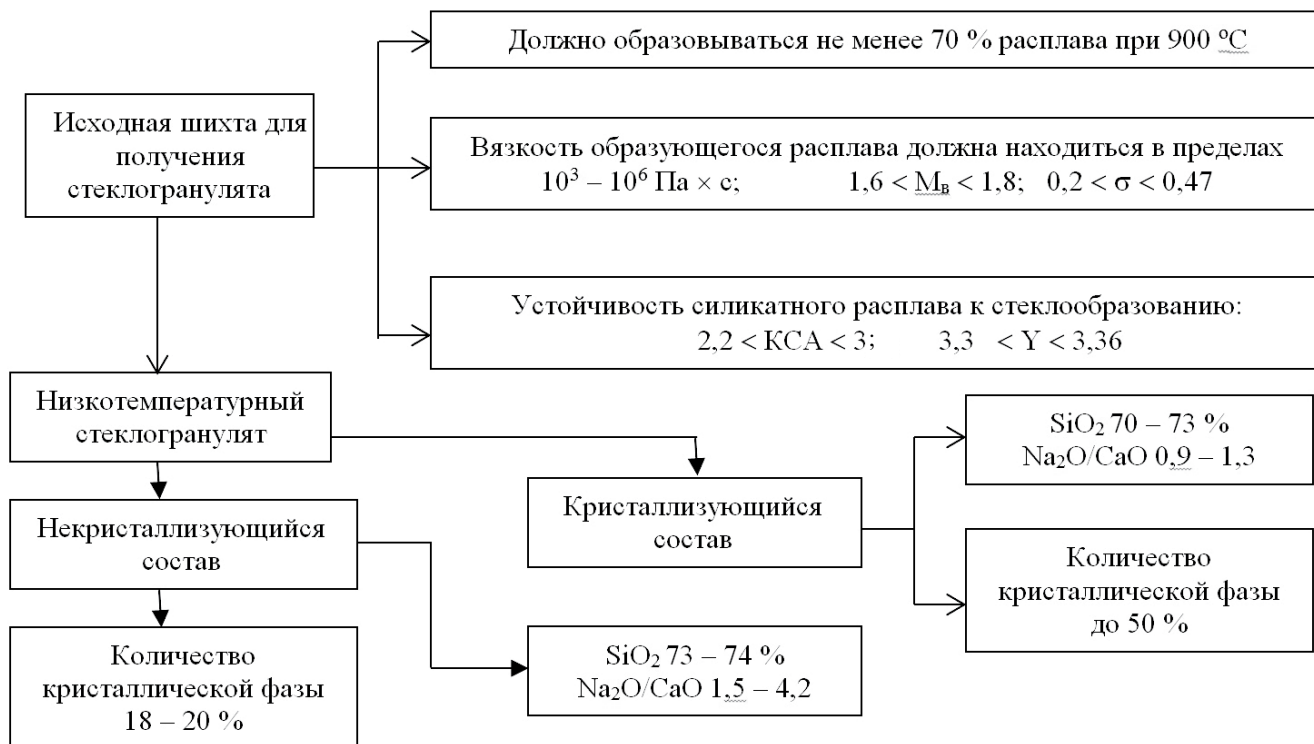 Должно образовываться не менее 70 % расплава при 900 ºС
Исходная шихта для
получения
стеклогранулята
Вязкость образующегося расплава должна находиться в пределах
10³ – 10⁶ Па × с; 1,6 < Мв < 1,8; 0,2 < σ < 0,47
Устойчивость силикатного расплава к стеклообразованию:
2,2 < КСА < 3; 3,3 < Y < 3,36
Низкотемпературный
стеклогранулят
SiO₂ 70 – 73 %
Na₂O/CaO 0,9 – 1,3
Некристаллизующийся
состав
Кристаллизующийся
состав
Количество
кристаллической фазы
до 50 %
Количество
кристаллической фазы
18 – 20 %
SiO₂ 73 – 74 %
Na₂O/CaO 1,5 – 4,2